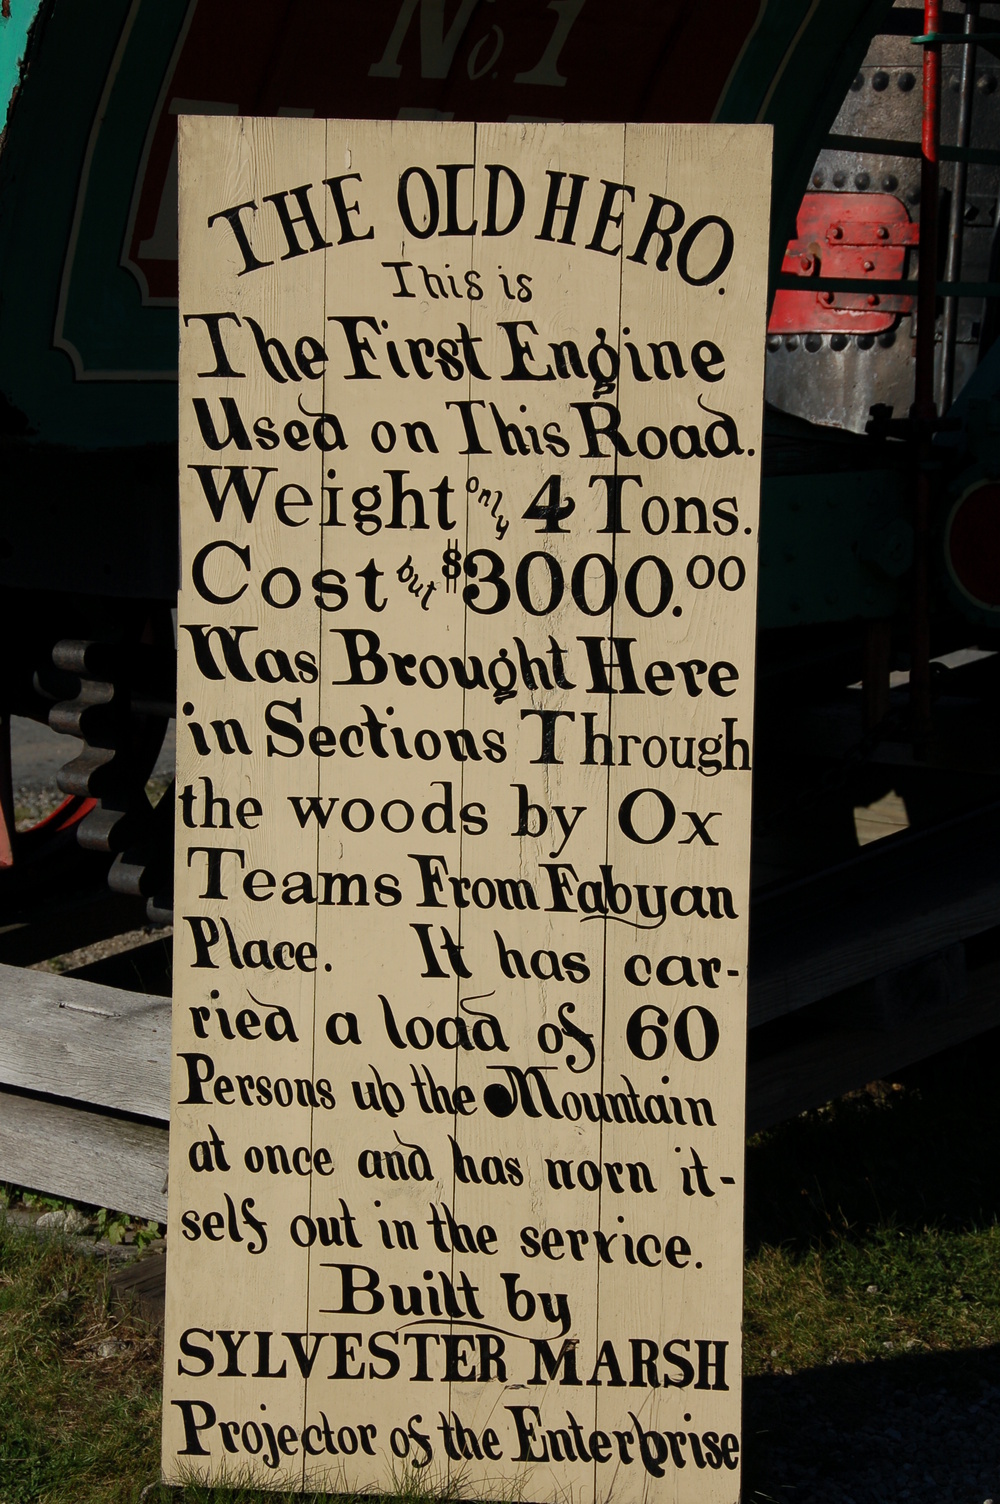 No. 1
THE OLD HERO.
This is
The First Engine
Used on This Road.
Weight only 4 Tons.
Cost but $3000.00
Was Brought Here
in Sections Through
the woods by Ox
Teams From Fabyan
Place. It has car-
ried a load of 60
Persons up the Mountain
at once and has worn it-
self out in the service.
Built by
SYLVESTER MARSH
Projector of the Enterprise